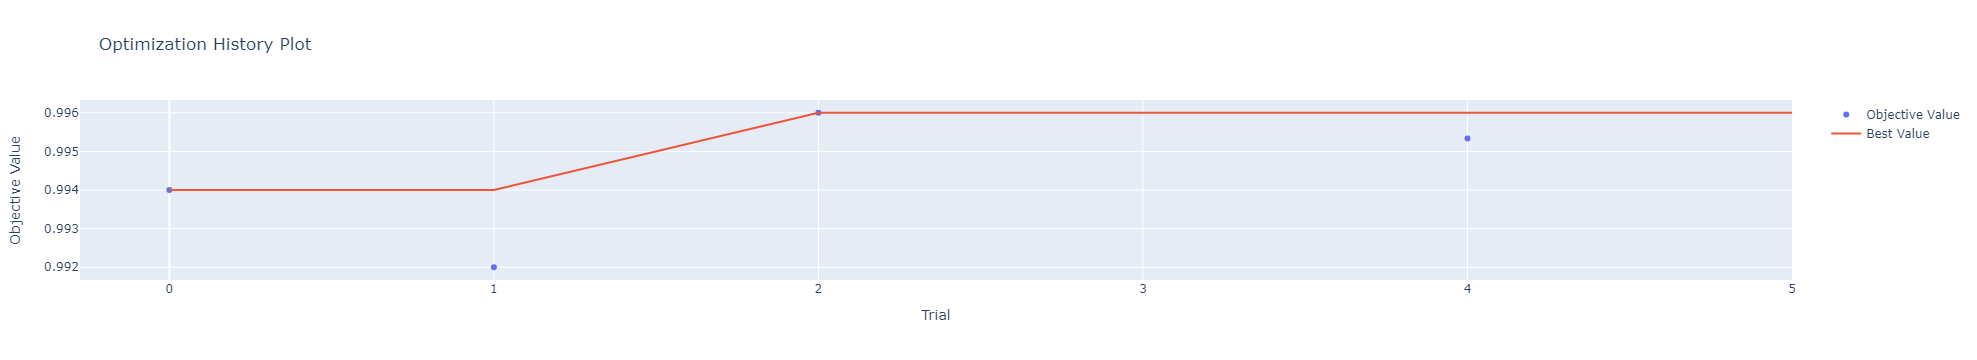 Optimization History Plot
0.996
0.995
0.994
0.993
0.992
Objective Value
0 1 2 3 4 5
Trial
Objective Value
Best Value